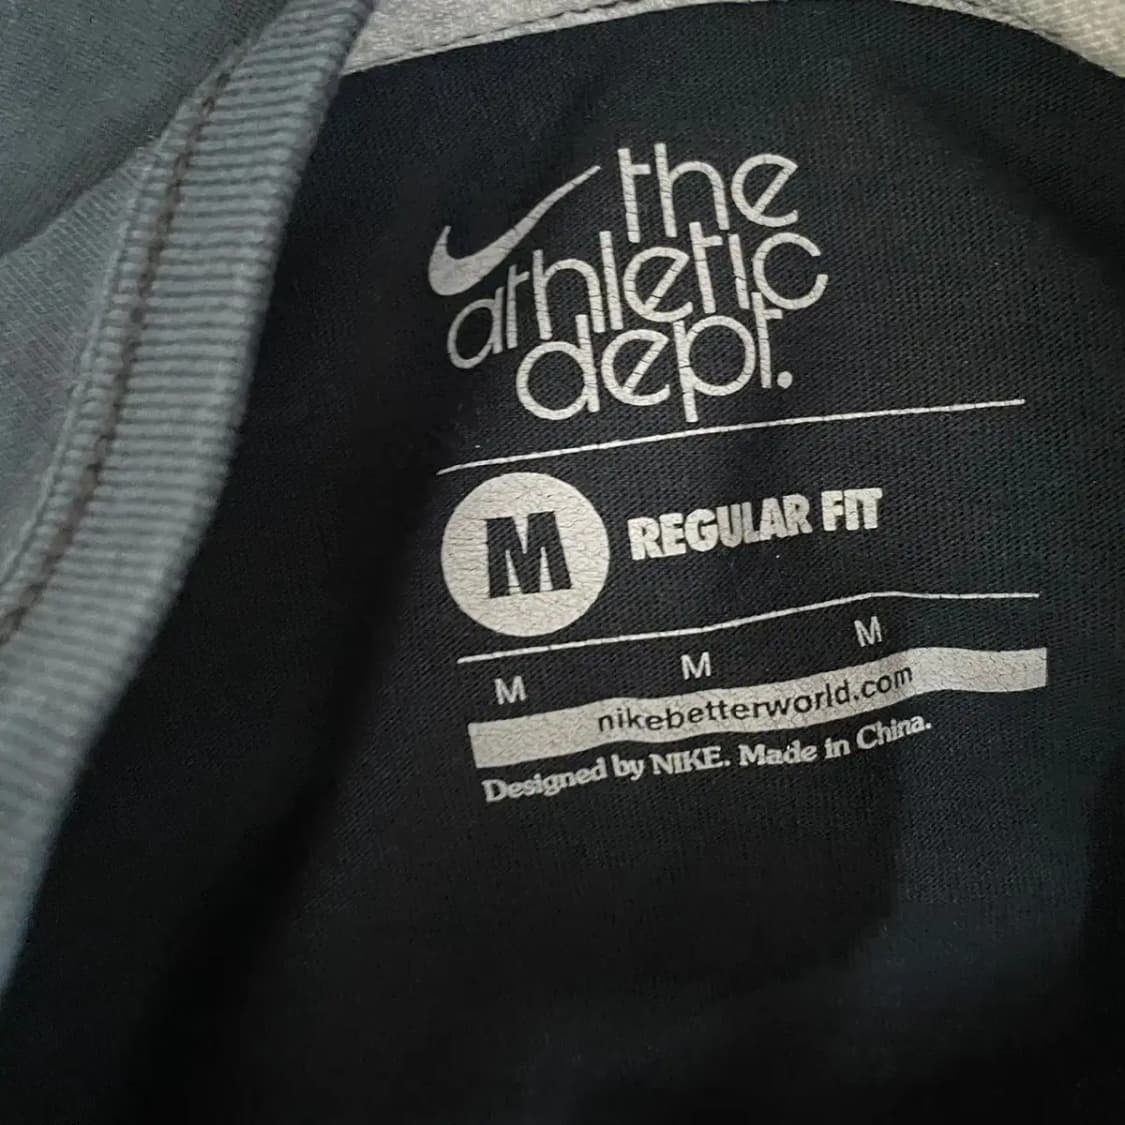 the
athletic
dept.
M REGULAR FIT
M M M
nikebetterworld.com
Designed by NIKE. Made in China.